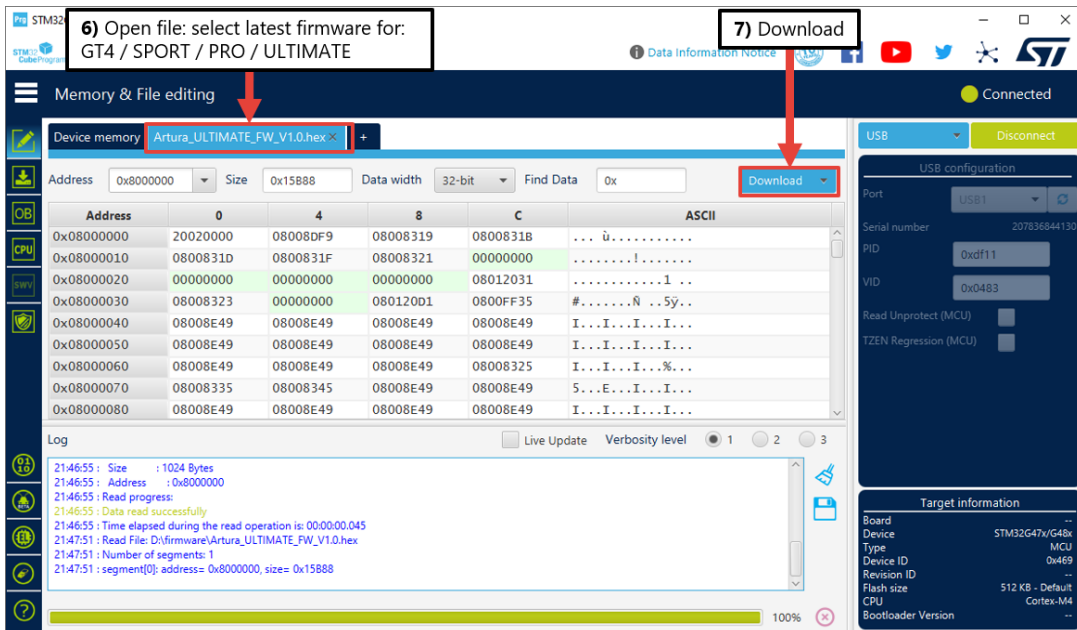 Prg STM32
6) Open file: select latest firmware for:
GT4 / SPORT / PRO / ULTIMATE
7) Download
STM32
CubeProgram
Data Information Notice
Memory & File editing
Connected
Device memory Artura_ULTIMATE_FW_V1.0.hex × +
USB Disconnect
Address 0x8000000 Size 0x15B88 Data width 32-bit Find Data 0x Download
Address 0 4 8 C ASCII
0x08000000 20020000 08008DF9 08008319 0800831B ... ù...........
0x08000010 0800831D 0800831F 08008321 00000000 ........!.......
0x08000020 00000000 00000000 00000000 08012031 ............1 ..
0x08000030 08008323 00000000 080120D1 0800FF35 #.......Ñ ..5ÿ..
0x08000040 08008E49 08008E49 08008E49 08008E49 I...I...I...I...
0x08000050 08008E49 08008E49 08008E49 08008E49 I...I...I...I...
0x08000060 08008E49 08008E49 08008E49 08008325 I...I...I...%...
0x08000070 08008335 08008345 08008E49 08008E49 5...E...I...I...
0x08000080 08008E49 08008E49 08008E49 08008E49 I...I...I...I...
USB configuration
Port USB1
Serial number 207836844130
PID 0xdf11
VID 0x0483
Read Unprotect (MCU)
TZEN Regression (MCU)
OB
CPU
SWV
Log Live Update Verbosity level 1 2 3
21:46:55 : Size : 1024 Bytes
21:46:55 : Address : 0x8000000
21:46:55 : Read progress:
21:46:55 : Data read successfully
21:46:55 : Time elapsed during the read operation is: 00:00:00.045
21:47:51 : Read File: D:\firmware\Artura_ULTIMATE_FW_V1.0.hex
21:47:51 : Number of segments: 1
21:47:51 : segment[0]: address= 0x8000000, size= 0x15B88
100%
Target information
Board --
Device STM32G47x/G48x
Type MCU
Device ID 0x469
Revision ID --
Flash size 512 KB - Default
CPU Cortex-M4
Bootloader Version --